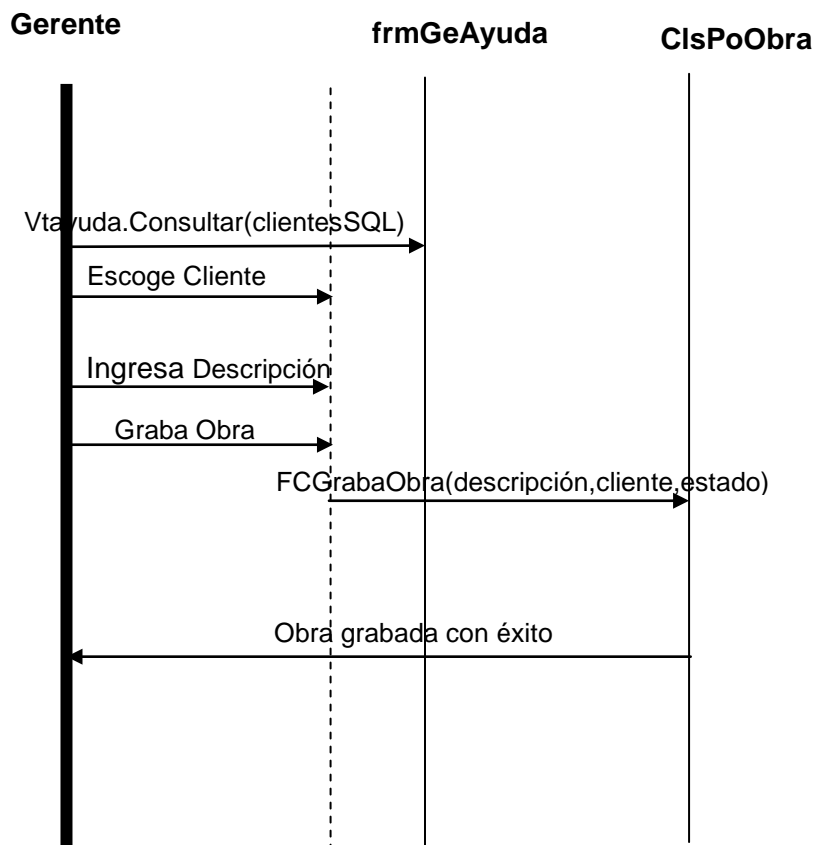 Gerente
frmGeAyuda
ClsPoObra
Vtayuda.Consultar(clientesSQL)
Escoge Cliente
Ingresa Descripción
Graba Obra
FCGrabaObra(descripción,cliente,estado)
Obra grabada con éxito